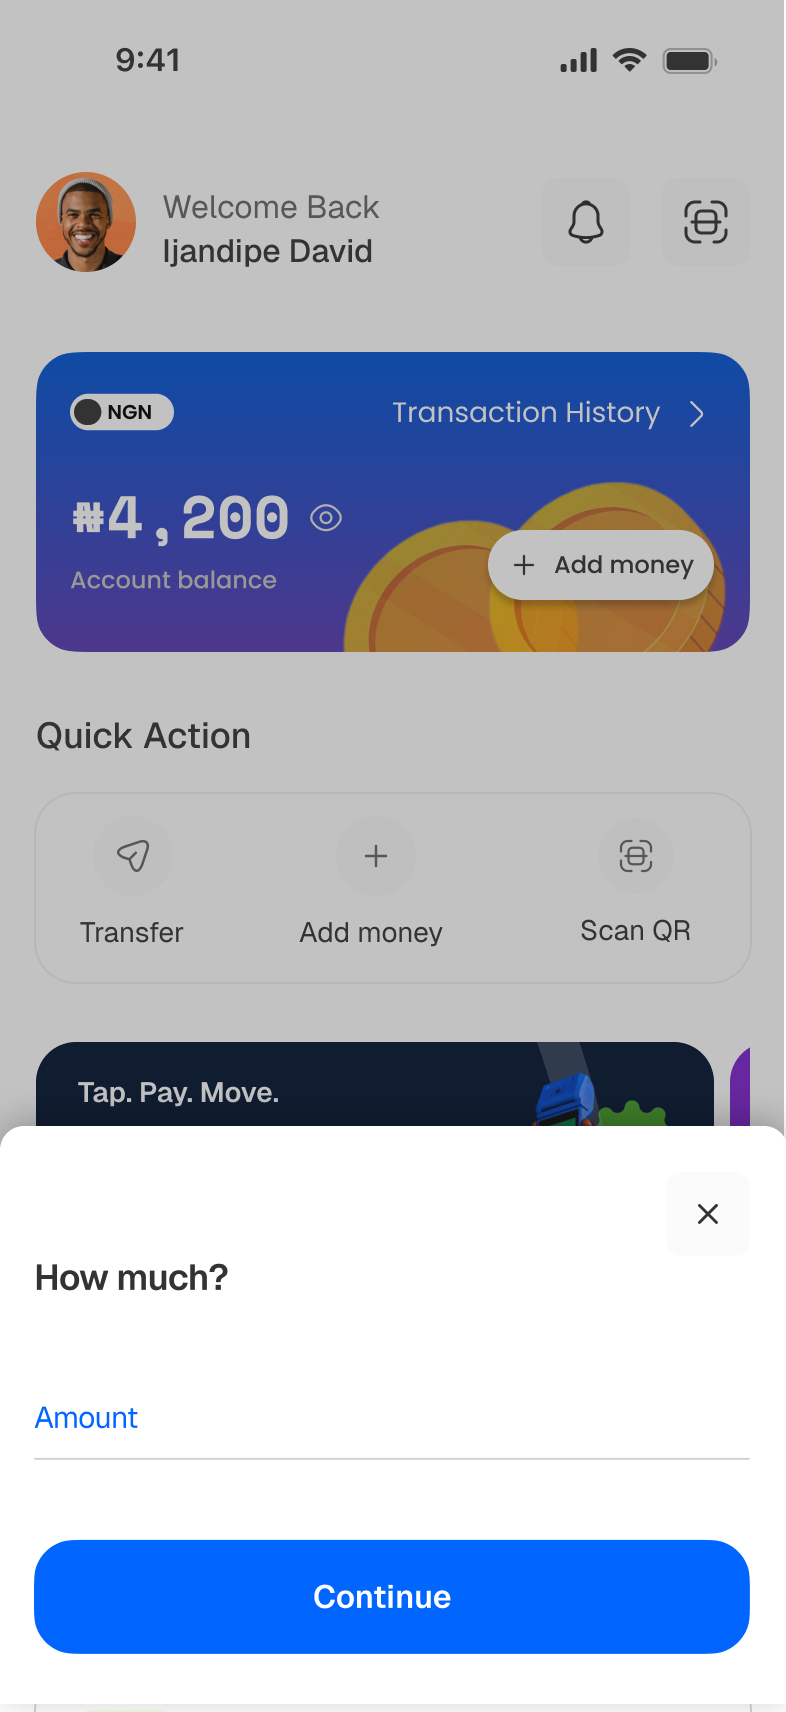 9:41
Welcome Back
Ijandipe David
NGN
Transaction History
₦4,200
Account balance
+ Add money
Quick Action
Transfer
Add money
Scan QR
Tap. Pay. Move.
How much?
Amount
Continue